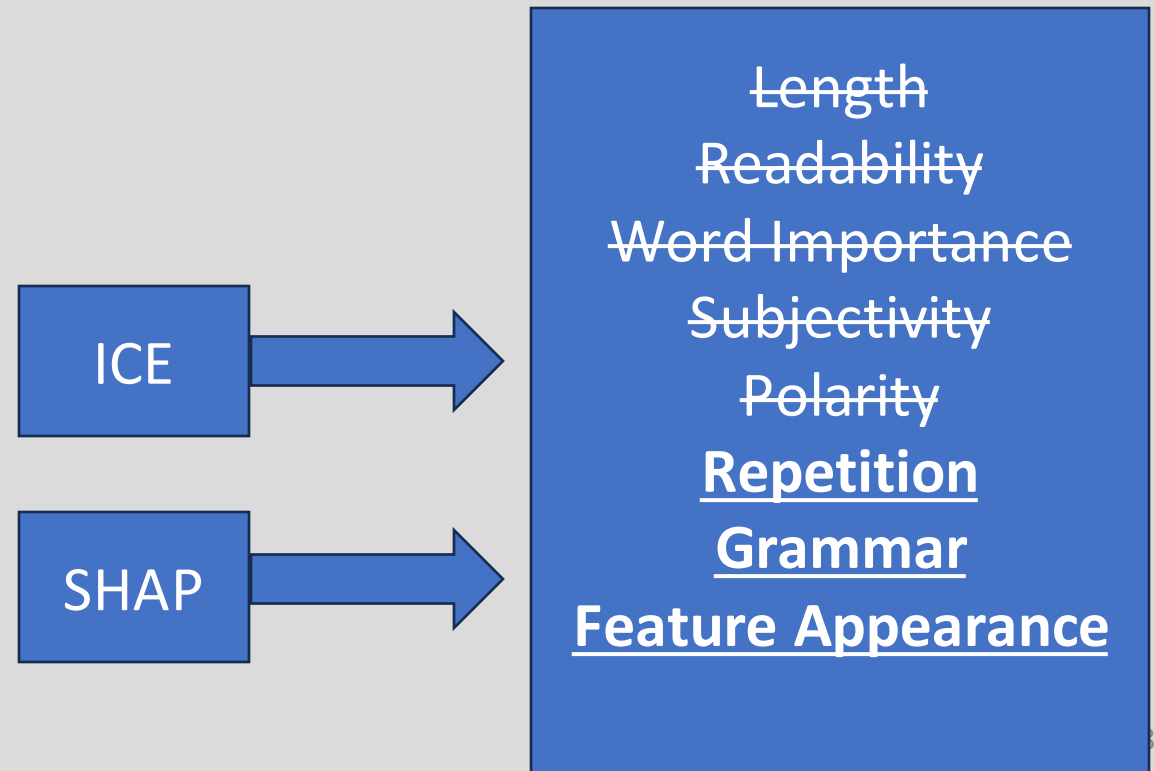 Length
Readability
Word Importance
Subjectivity
ICE
Polarity
Repetition
Grammar
SHAP
Feature Appearance